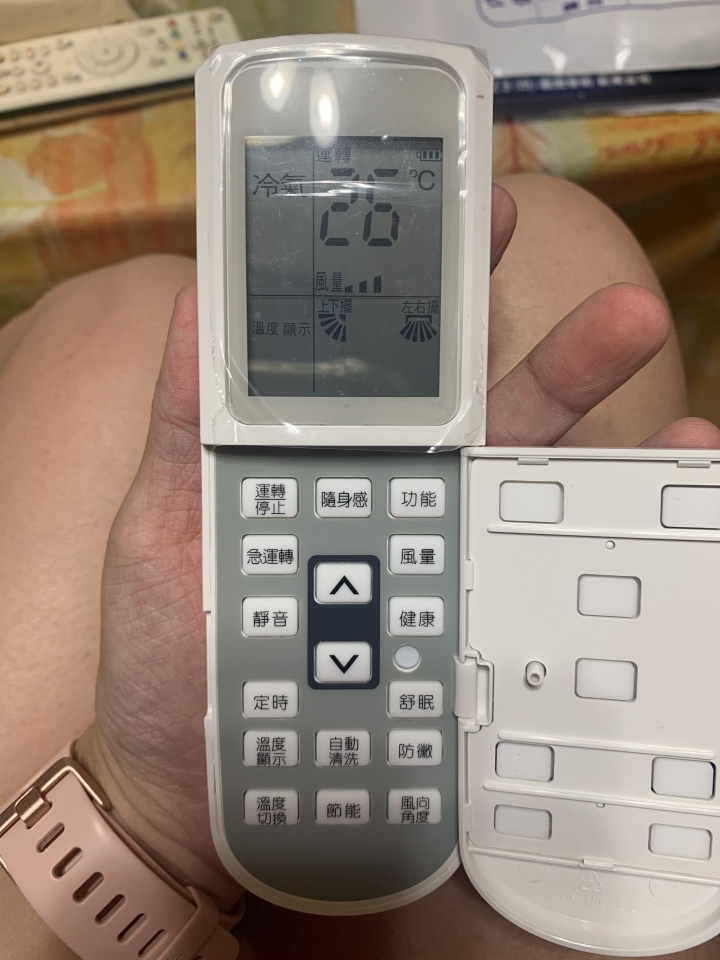 運轉
冷氣
26℃
風量
上下擺
左右擺
溫度顯示
運轉
停止
隨身感
功能
急運轉
風量
靜音
健康
定時
舒眠
溫度
顯示
自動
清洗
防黴
溫度
切換
節能
風向
角度